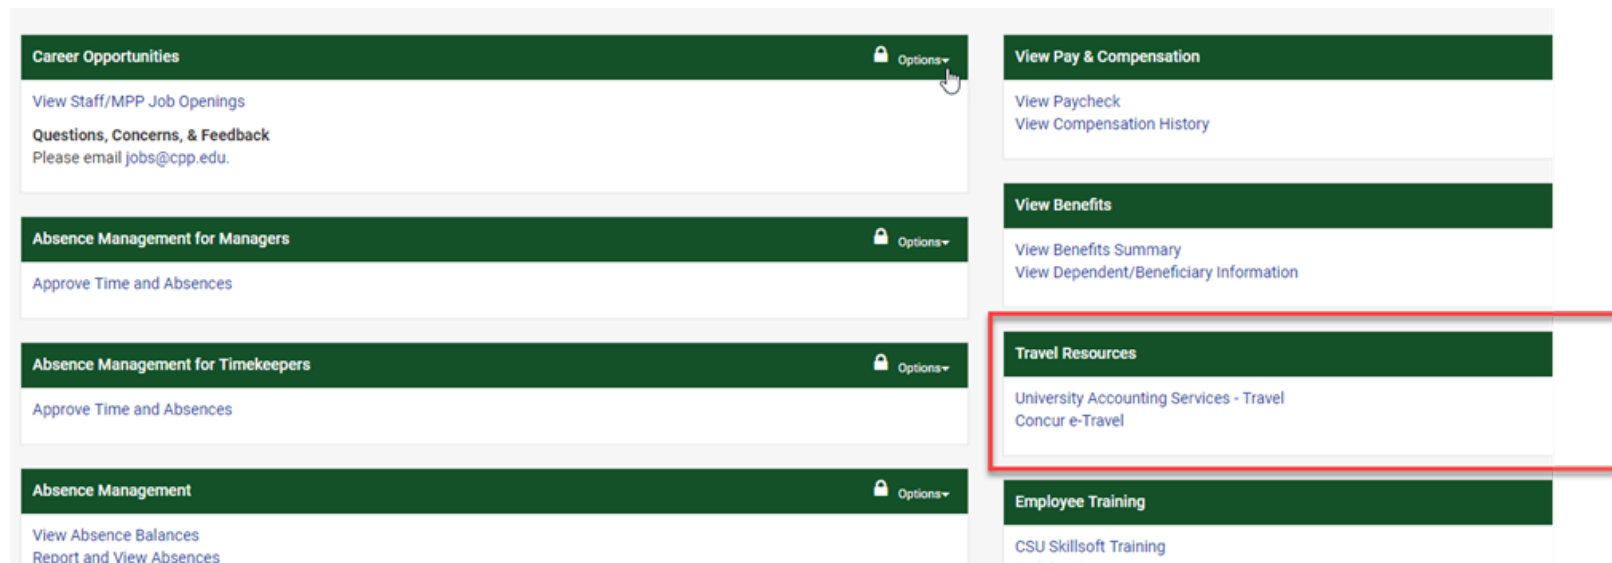 Career Opportunities
Options
View Staff/MPP Job Openings
Questions, Concerns, & Feedback
Please email jobs@cpp.edu.
Absence Management for Managers
Options
Approve Time and Absences
Absence Management for Timekeepers
Options
Approve Time and Absences
Absence Management
Options
View Absence Balances
Report and View Absences
View Pay & Compensation
View Paycheck
View Compensation History
View Benefits
View Benefits Summary
View Dependent/Beneficiary Information
Travel Resources
University Accounting Services - Travel
Concur e-Travel
Employee Training
CSU Skillsoft Training